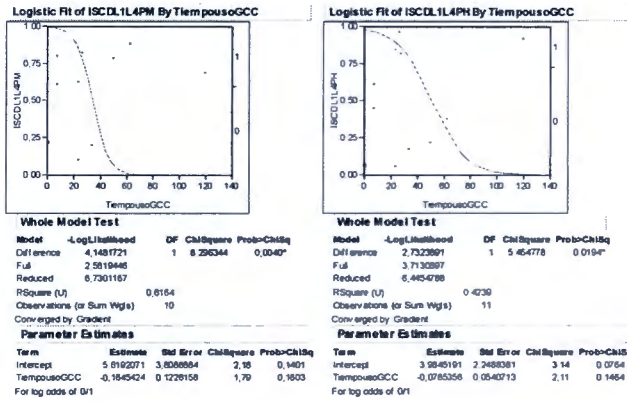 Logistic Fit of ISCDL1L4PM By TiempousoGCC
1.00
0.75
0.50
0.25
0.00
ISCDL1L4PM
1
0
0 20 40 60 80 100 120 140
TiempousoGCC
Whole Model Test
Model -LogLikelihood DF ChiSquare Prob>ChiSq
Difference 4,1481721 1 8.296344 0,0040*
Full 2.5819446
Reduced 6,7301167
RSquare (U) 0,6164
Observations (or Sum Wgts) 10
Converged by Gradient
Parameter Estimates
Term Estimate Std Error ChiSquare Prob>ChiSq
Intercept 5.6192071 3,8088884 2,18 0,1401
TiempousoGCC -0,1645424 0,1228158 1,79 0,1803
For log odds of 0/1
Logistic Fit of ISCDL1L4PH By TiempousoGCC
1.00
0.75
0.50
0.25
0.00
ISCDL1L4PH
1
0
0 20 40 60 80 100 120 140
TiempousoGCC
Whole Model Test
Model -LogLikelihood DF ChiSquare Prob>ChiSq
Difference 2,7323891 1 5 464778 0.0194*
Full 3.7130897
Reduced 6,4454788
RSquare (U) 0 4239
Observations (or Sum Wgts) 11
Converged by Gradient
Parameter Estimates
Term Estimate Std Error ChiSquare Prob>ChiSq
Intercept 3.9845191 2.2488381 3 14 0.0764
TiempousoGCC -0,0785356 0 0540713 2,11 0.1464
For log odds of 0/1